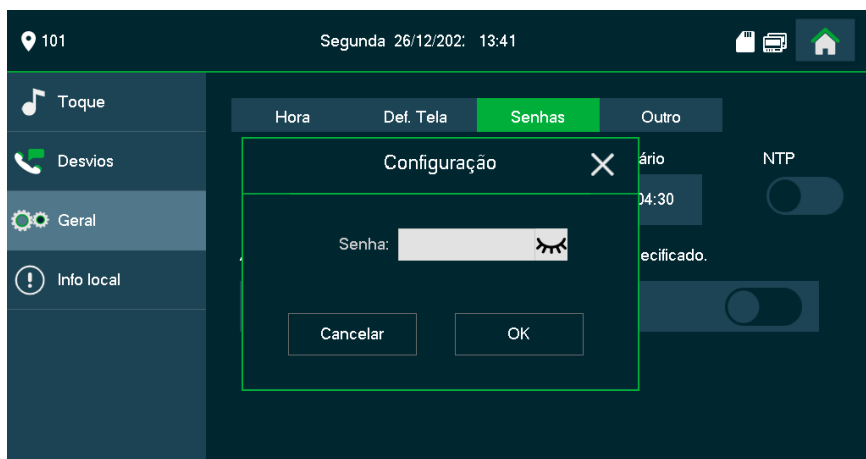 101
Segunda 26/12/202: 13:41
Toque
Desvios
Geral
Info local
Hora
Def. Tela
Senhas
Outro
Configuração
ário
NTP
04:30
Senha:
ecificado.
Cancelar
OK